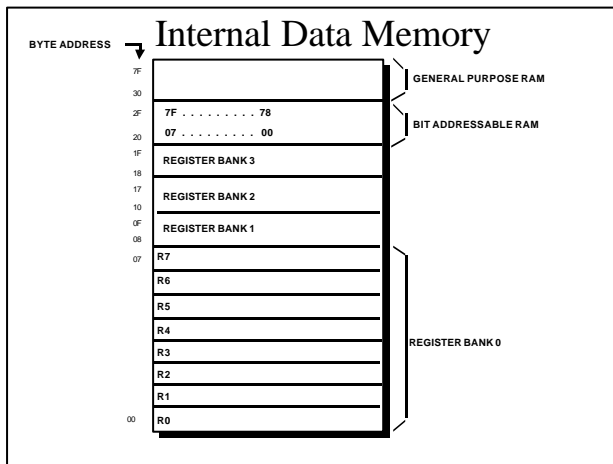 Internal Data Memory
BYTE ADDRESS
7F
GENERAL PURPOSE RAM
30
2F
7F . . . . . . . . . 78
BIT ADDRESSABLE RAM
07 . . . . . . . . . 00
20
1F
REGISTER BANK 3
18
17
REGISTER BANK 2
10
0F
REGISTER BANK 1
08
07
R7
R6
R5
R4
R3
REGISTER BANK 0
R2
R1
00
R0